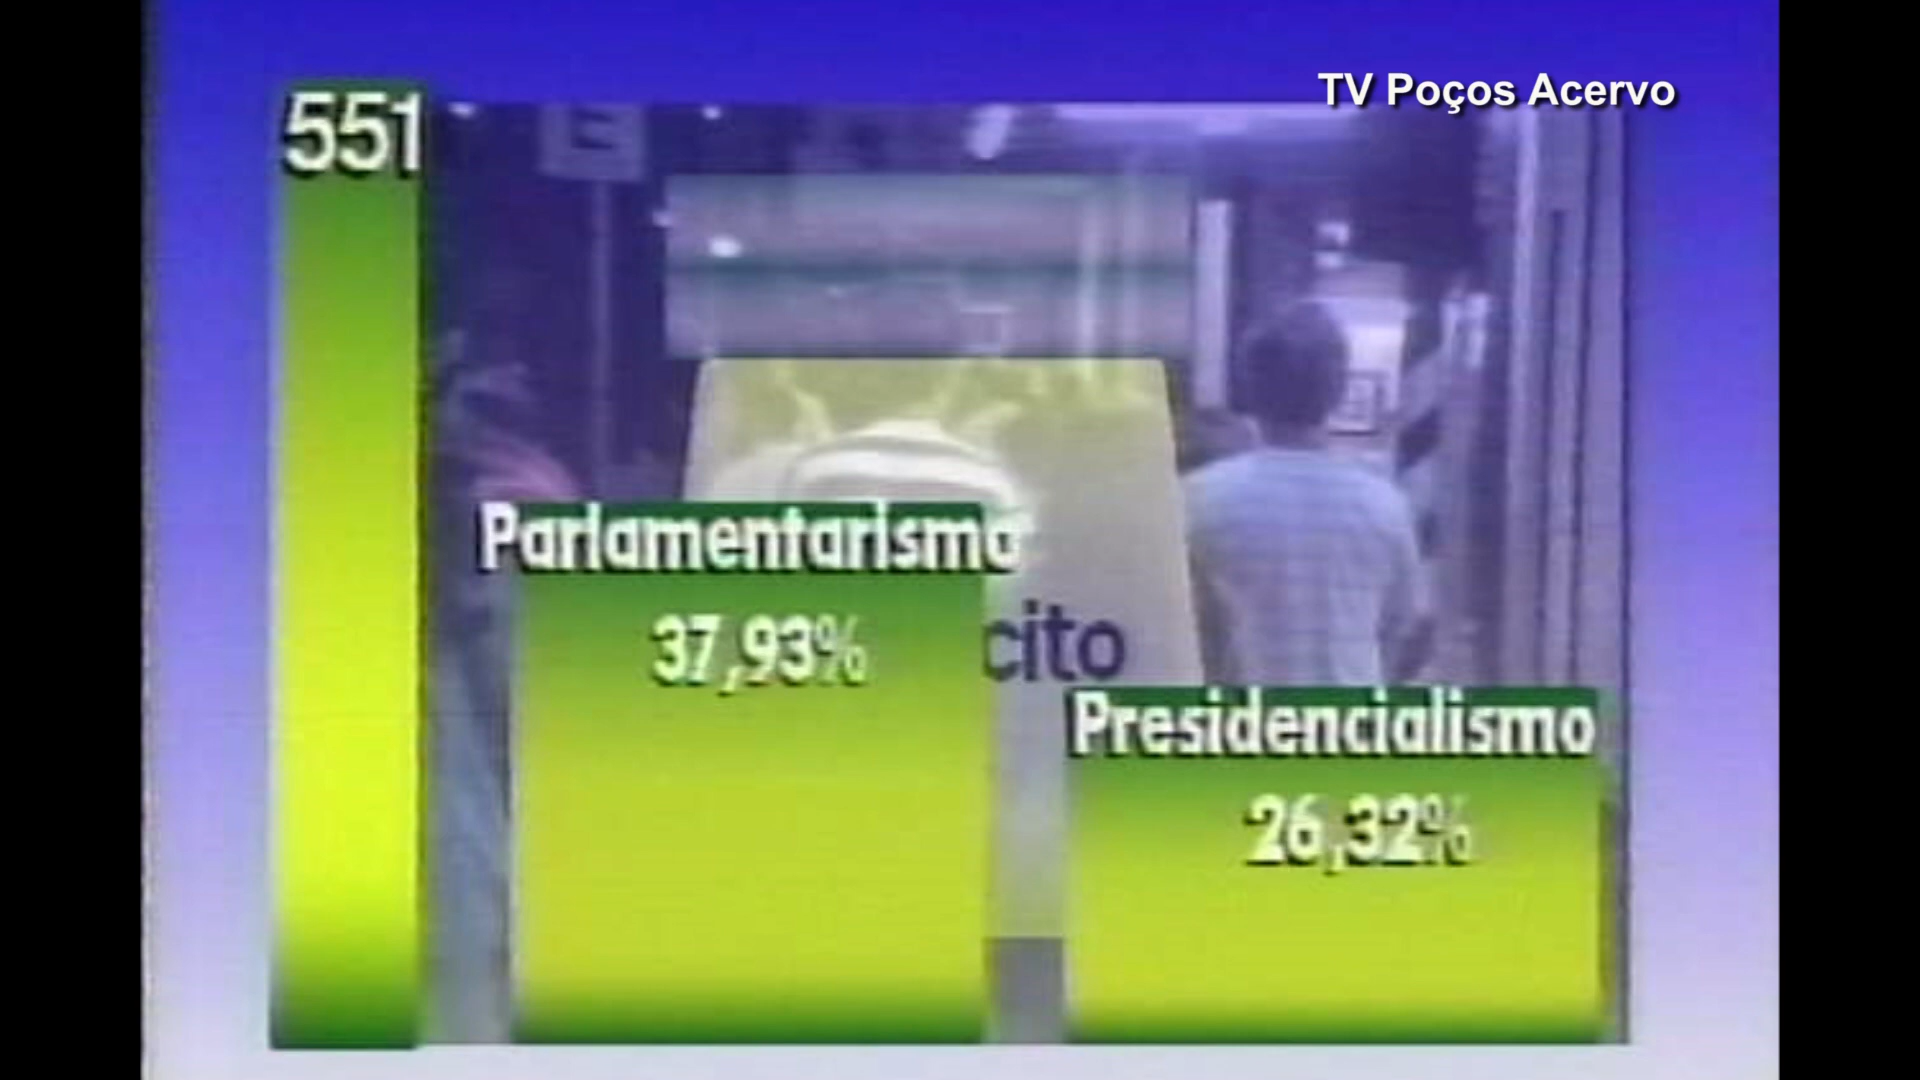 TV Poços Acervo
551
Parlamentarismo
37,93%
cito
Presidencialismo
26,32%